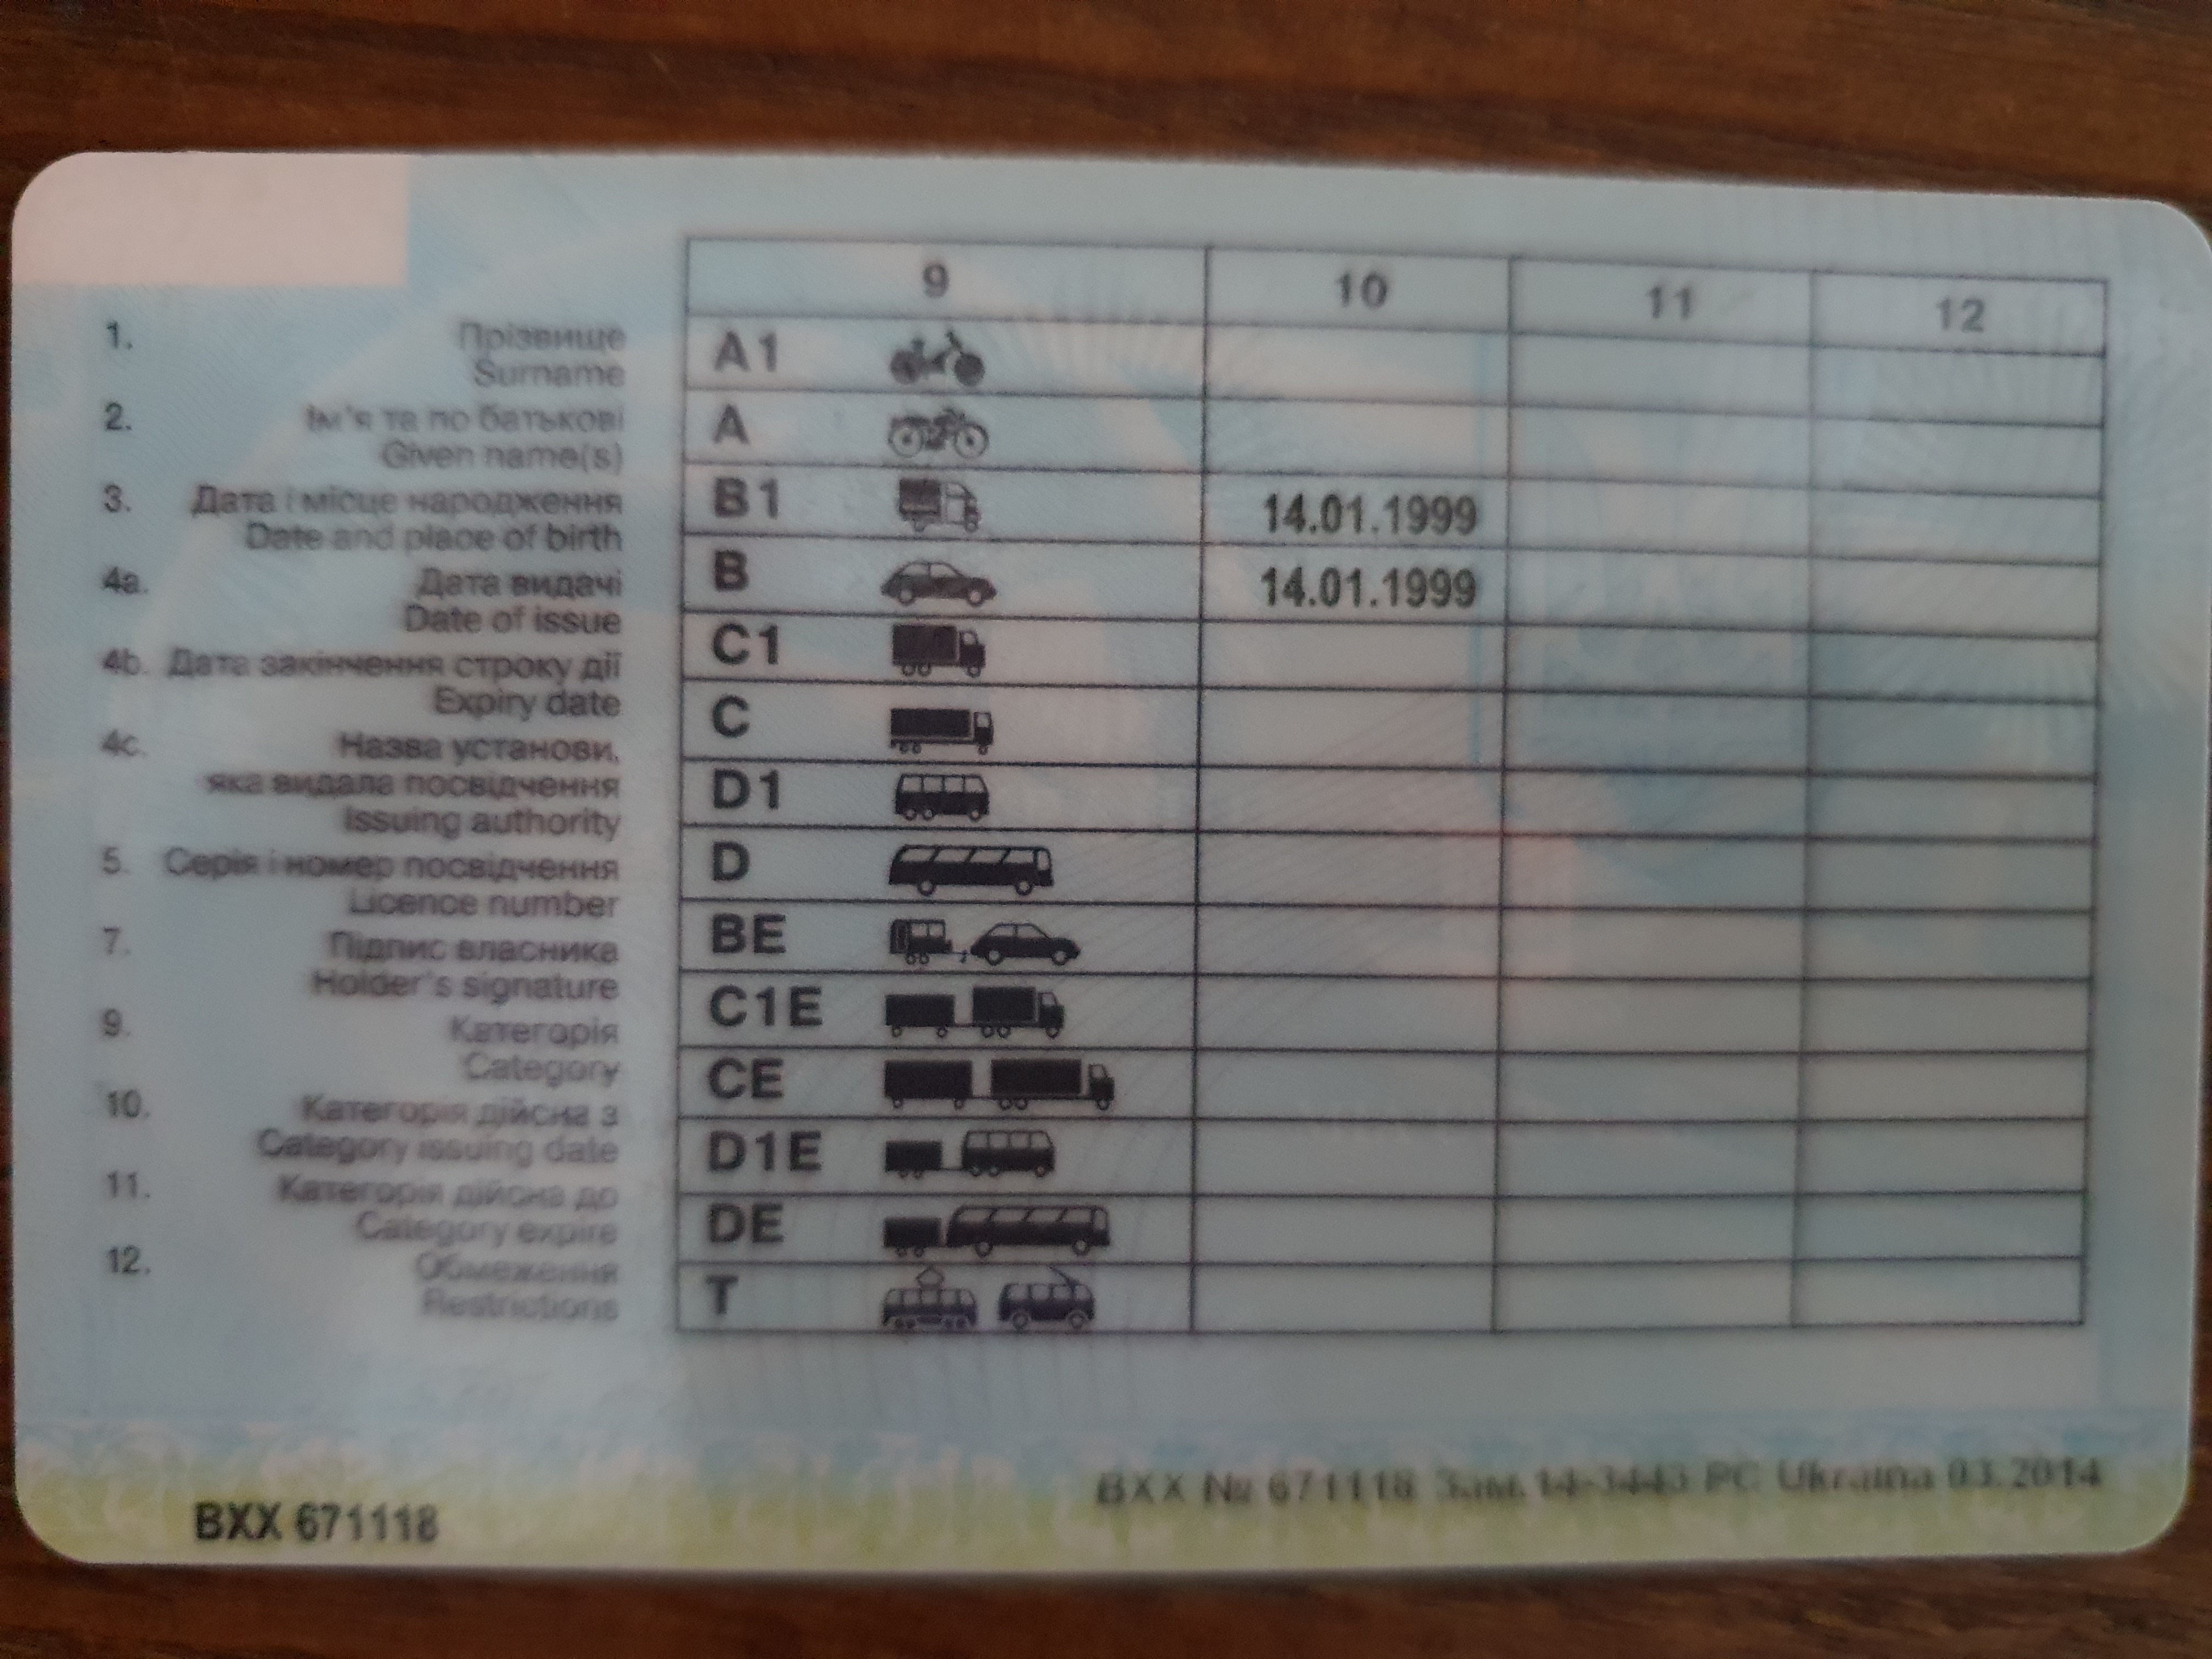 1. Прізвище
Surname
2. Ім'я та по батькові
Given name(s)
3. Дата і місце народження
Date and place of birth
4a. Дата видачі
Date of issue
4b. Дата закінчення строку дії
Expiry date
4c. Назва установи,
яка видала посвідчення
Issuing authority
5. Серія і номер посвідчення
Licence number
7. Підпис власника
Holder's signature
9. Категорія
Category
10. Категорія дійсна з
Category issuing date
11. Категорія дійсна до
Category expire
12. Обмеження
Restrictions
9 10 11 12
A1
A
B1 14.01.1999
B 14.01.1999
C1
C
D1
D
BE
C1E
CE
D1E
DE
T
BXX 671118
BXX № 671118 Зам 14-3443 PC Ukraina 03.2014